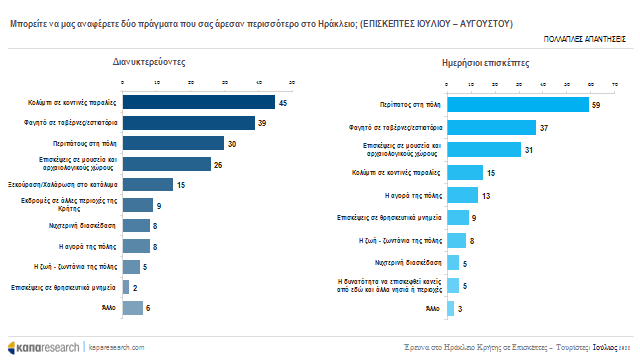 Μπορείτε να μας αναφέρετε δύο πράγματα που σας άρεσαν περισσότερο στο Ηράκλειο; (ΕΠΙΣΚΕΠΤΕΣ ΙΟΥΛΙΟΥ – ΑΥΓΟΥΣΤΟΥ)
ΠΟΛΛΑΠΛΕΣ ΑΠΑΝΤΗΣΕΙΣ
Διανυκτερεύοντες
0 10 20 30 40 50
Κολύμπι σε κοντινές παραλίες 45
Φαγητό σε ταβέρνες/εστιατόρια 39
Περιπάτους στη πόλη 30
Επισκέψεις σε μουσεία και
αρχαιολογικούς χώρους 26
Ξεκούραση/Χαλάρωση στο κατάλυμα 15
Εκδρομές σε άλλες περιοχές της
Κρήτης 9
Νυχτερινή διασκέδαση 8
Η αγορά της πόλης 8
Η ζωή - ζωντάνια της πόλης 5
Επισκέψεις σε θρησκευτικά μνημεία 2
Άλλο 6
Ημερήσιοι επισκέπτες
0 10 20 30 40 50 60 70
Περίπατος στη πόλη 59
Φαγητό σε ταβέρνες/εστιατόρια 37
Επισκέψεις σε μουσεία και
αρχαιολογικούς χώρους 31
Κολύμπι σε κοντινές παραλίες 15
Η αγορά της πόλης 13
Επισκέψεις σε θρησκευτικά μνημεία 9
Η ζωή - ζωντάνια της πόλης 8
Νυχτερινή διασκέδαση 5
Η δυνατότητα να επισκεφθεί κανείς
από εδώ και άλλα νησιά ή περιοχές 5
Άλλο 3
καπαresearch | kaparesearch.com
Έρευνα στο Ηράκλειο Κρήτης σε Επισκέπτες – Τουρίστες| Ιούλιος